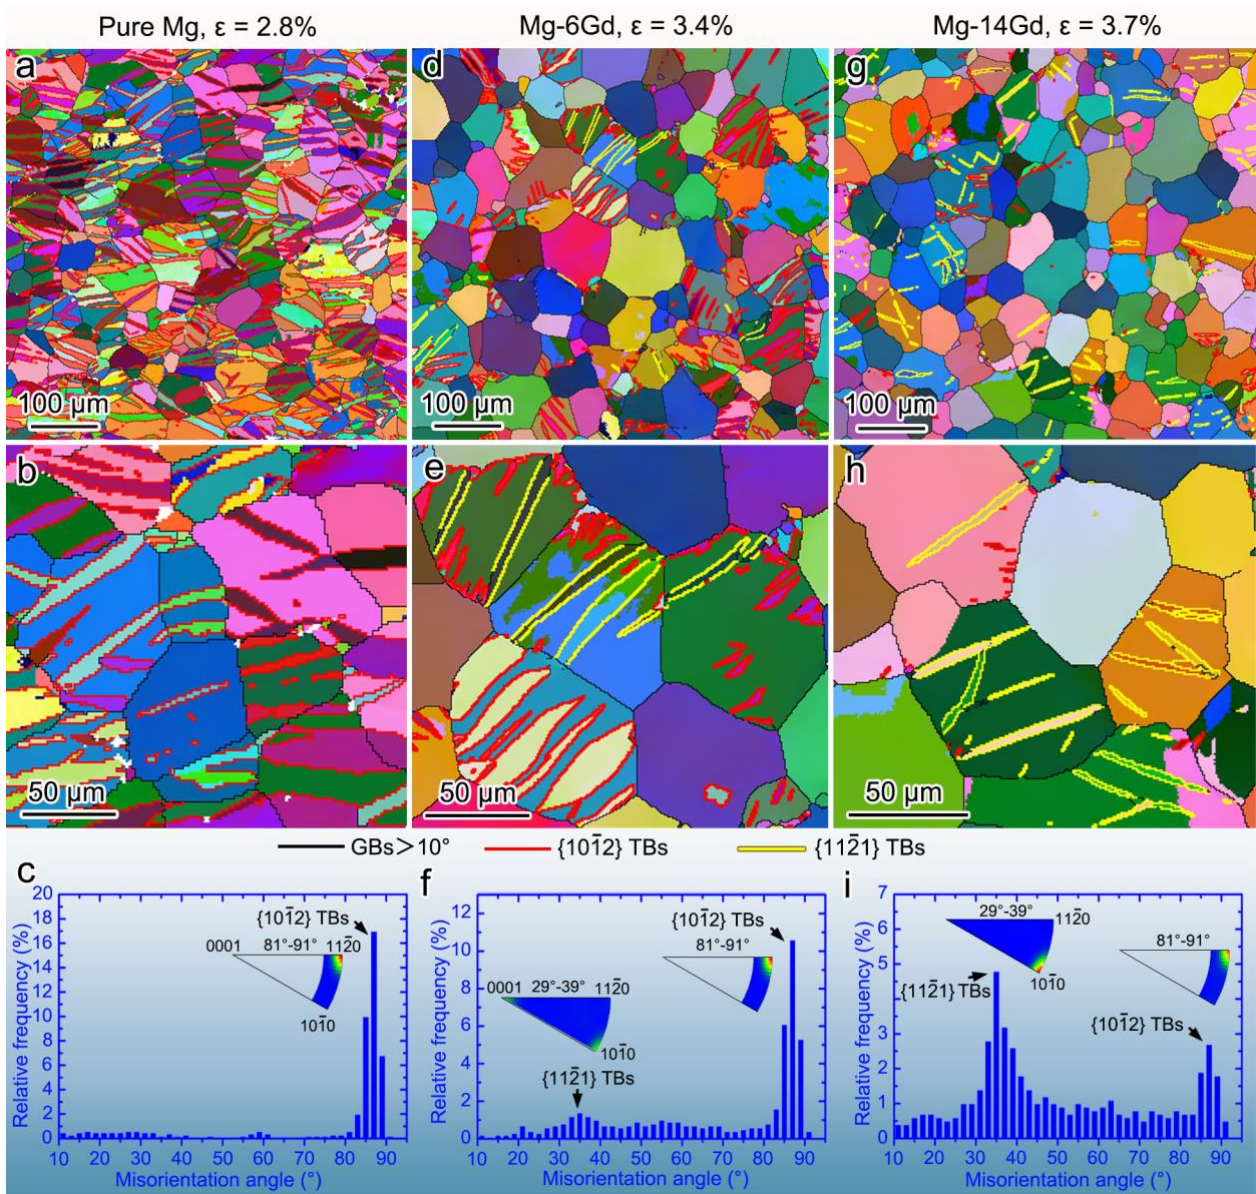 Pure Mg, ε = 2.8%
Mg-6Gd, ε = 3.4%
Mg-14Gd, ε = 3.7%
a
100 μm
d
100 μm
g
100 μm
b
50 μm
e
50 μm
h
50 μm
GBs＞10°
{101̄2} TBs
{112̄1} TBs
c
20
18
16
14
12
10
8
6
4
2
0
Relative frequency (%)
{101̄2} TBs
0001 81°-91° 112̄0
101̄0
10 20 30 40 50 60 70 80 90
Misorientation angle (°)
f
12
10
8
6
4
2
0
Relative frequency (%)
{101̄2} TBs
81°-91°
0001 29°-39° 112̄0
101̄0
{112̄1} TBs
10 20 30 40 50 60 70 80 90
Misorientation angle (°)
i
7
6
5
4
3
2
1
0
Relative frequency (%)
29°-39° 112̄0
101̄0
{112̄1} TBs
81°-91°
{101̄2} TBs
10 20 30 40 50 60 70 80 90
Misorientation angle (°)